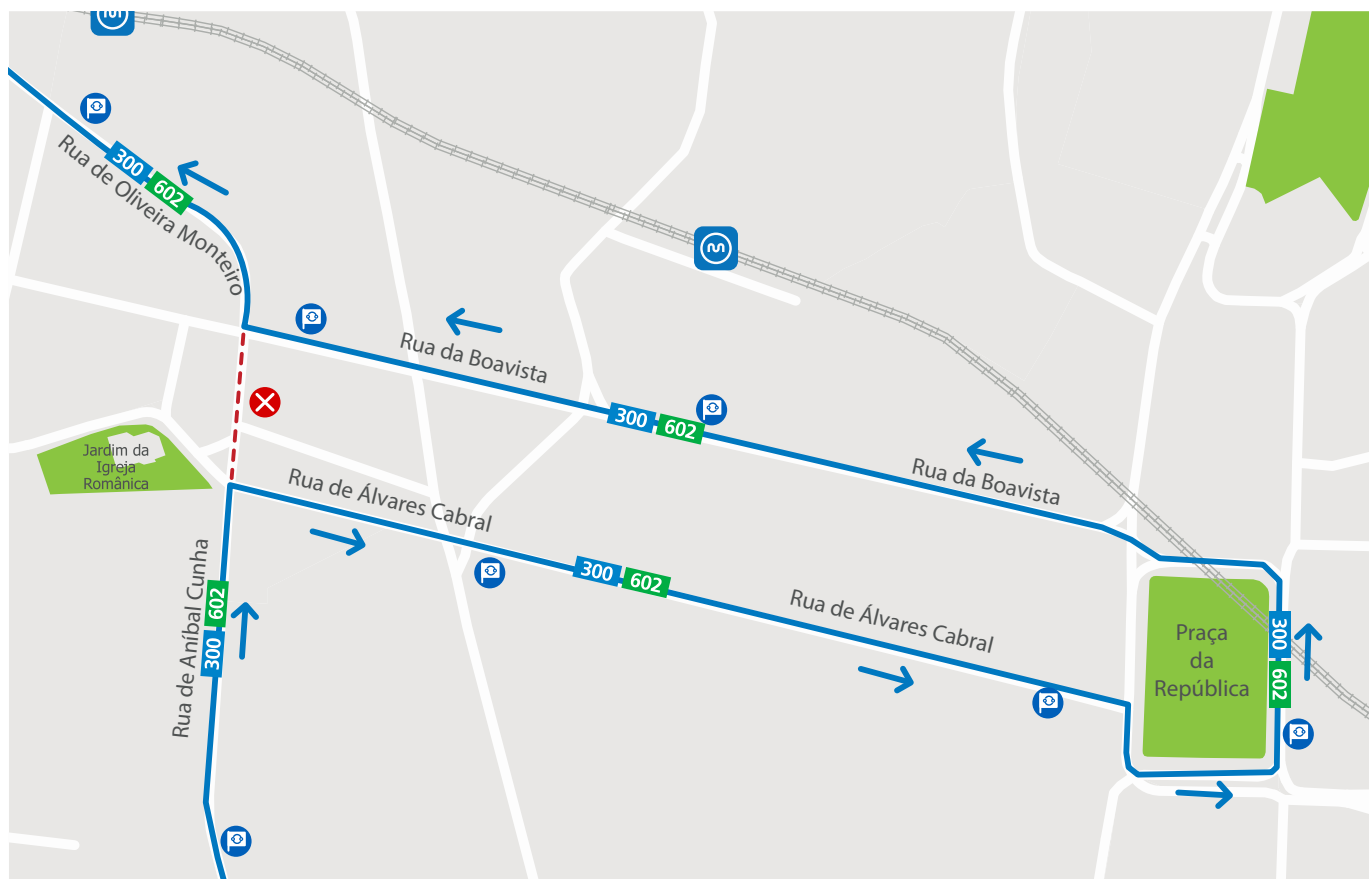 300
602
Rua de Oliveira Monteiro
Rua da Boavista
300
602
Rua da Boavista
Jardim da
Igreja
Românica
Rua de Álvares Cabral
300
602
Rua de Álvares Cabral
Rua de Aníbal Cunha
602
300
Praça
da
República
300
602